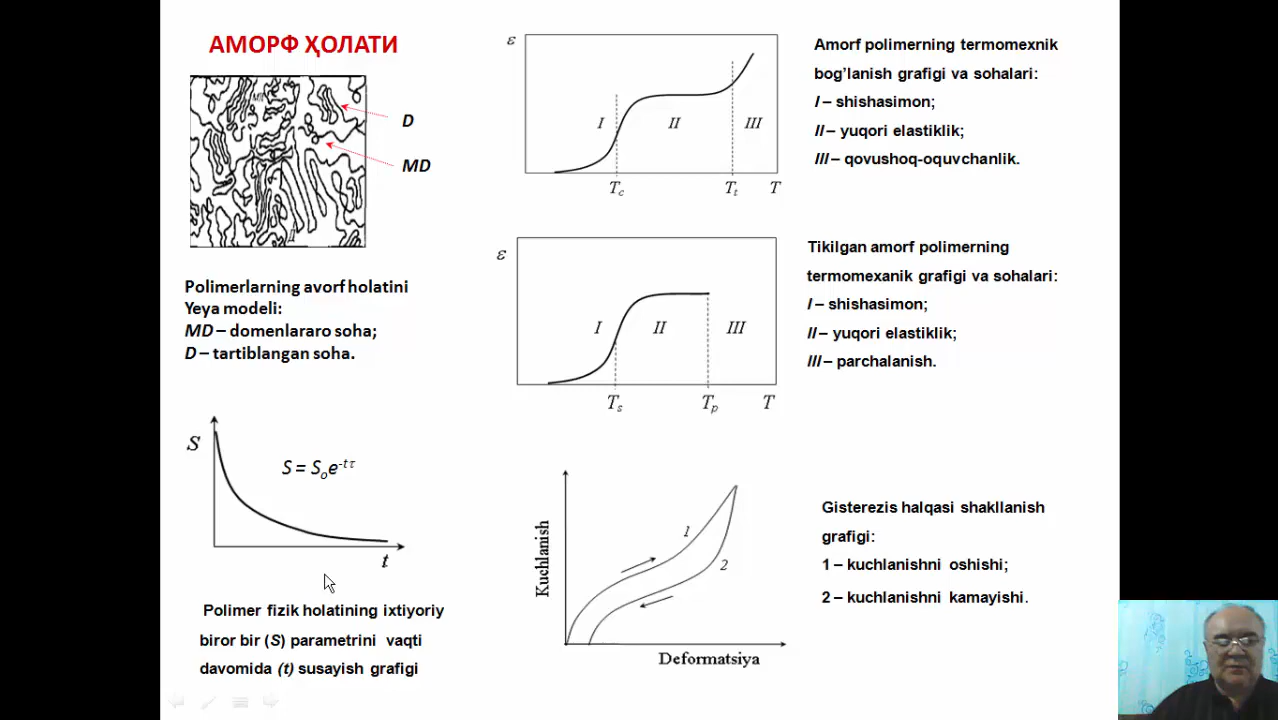 АМОРФ ҲОЛАТИ
D
MD
Polimerlarning avorf holatini
Yeya modeli:
MD – domenlararo soha;
D – tartiblangan soha.
S
S = Sₒe⁻ᵗᵗ
t
Polimer fizik holatining ixtiyoriy
biror bir (S) parametrini vaqti
davomida (t) susayish grafigi
ε
I
II
III
Tc
Tt
T
Amorf polimerning termomexnik
bog’lanish grafigi va sohalari:
I – shishasimon;
II – yuqori elastiklik;
III – qovushoq-oquvchanlik.
ε
I
II
III
Ts
Tp
T
Tikilgan amorf polimerning
termomexanik grafigi va sohalari:
I – shishasimon;
II – yuqori elastiklik;
III – parchalanish.
Kuchlanish
1
2
Deformatsiya
Gisterezis halqasi shakllanish
grafigi:
1 – kuchlanishni oshishi;
2 – kuchlanishni kamayishi.